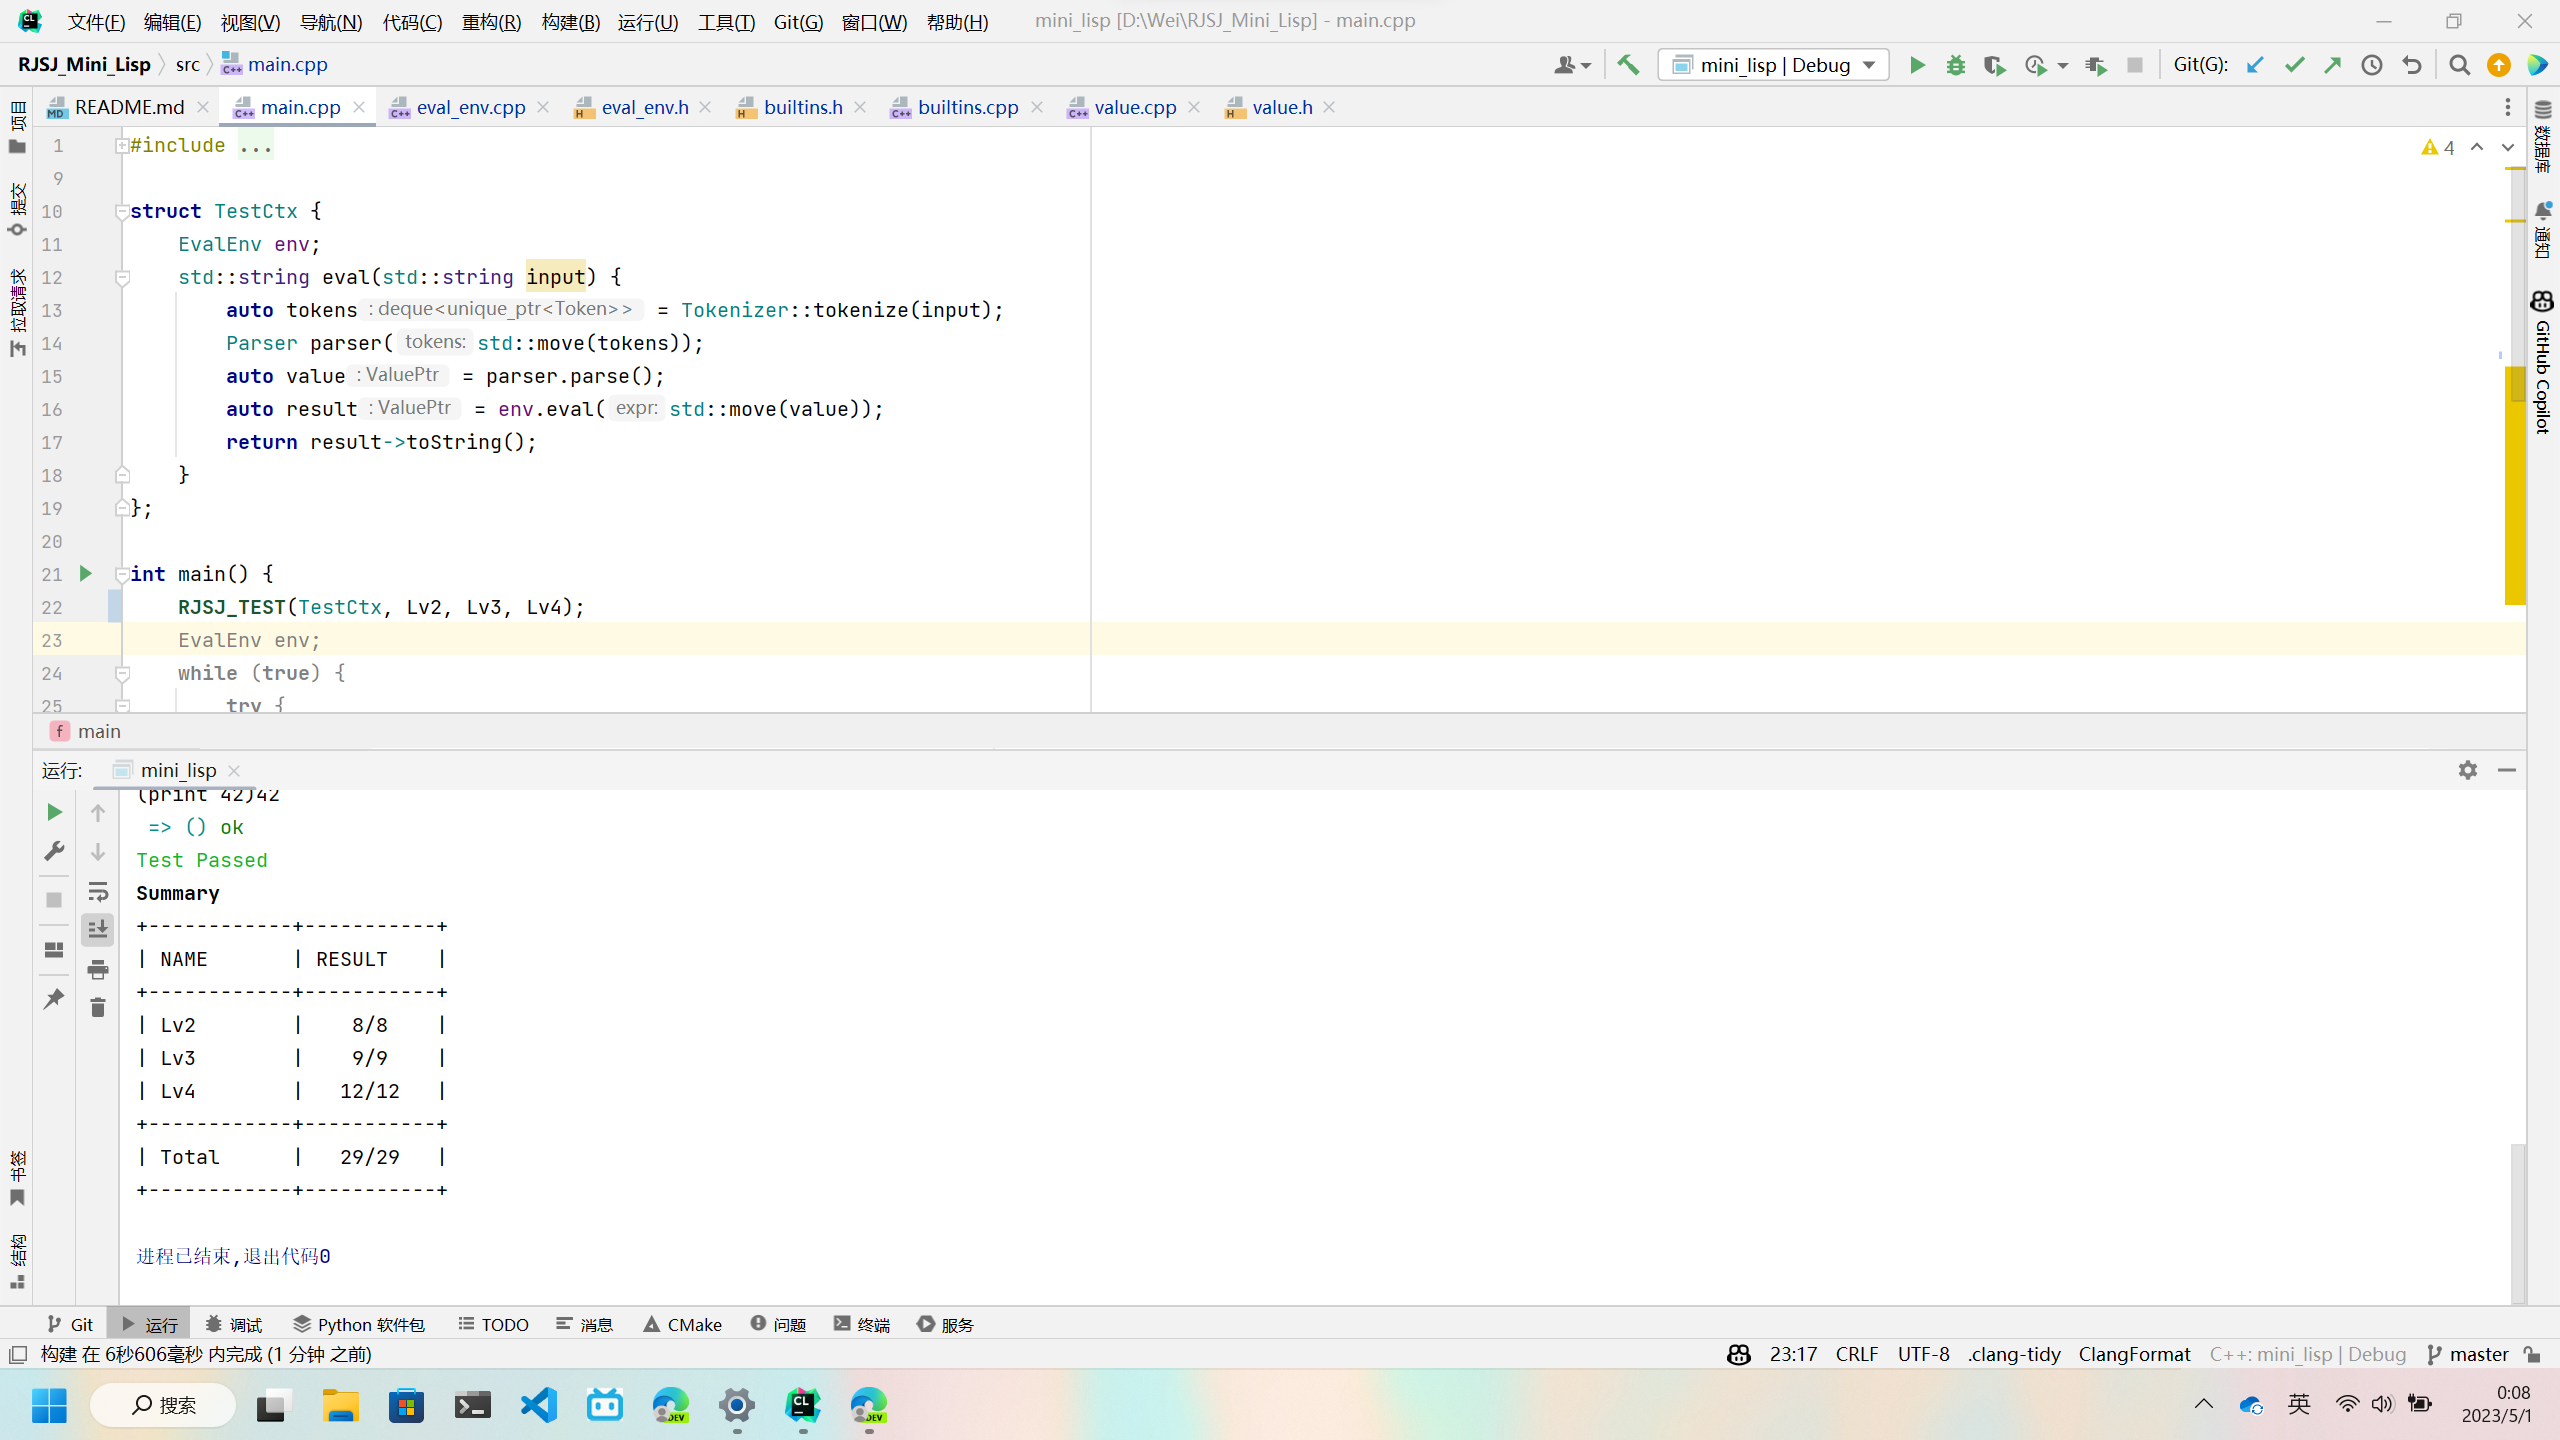 文件(F) 编辑(E) 视图(V) 导航(N) 代码(C) 重构(R) 构建(B) 运行(U) 工具(T) Git(G) 窗口(W) 帮助(H) mini_lisp [D:\Wei\RJSJ_Mini_Lisp] - main.cpp
RJSJ_Mini_Lisp src main.cpp mini_lisp | Debug Git(G):
README.md main.cpp eval_env.cpp eval_env.h builtins.h builtins.cpp value.cpp value.h
项目
提交
拉取请求
书签
结构
1 #include ... 4
9
10 struct TestCtx {
11 EvalEnv env;
12 std::string eval(std::string input) {
13 auto tokens : deque<unique_ptr<Token>> = Tokenizer::tokenize(input);
14 Parser parser( tokens: std::move(tokens));
15 auto value : ValuePtr = parser.parse();
16 auto result : ValuePtr = env.eval( expr: std::move(value));
17 return result->toString();
18 }
19 };
20
21 int main() {
22 RJSJ_TEST(TestCtx, Lv2, Lv3, Lv4);
23 EvalEnv env;
24 while (true) {
25 try {
数据库
通知
GitHub Copilot
f main
运行: mini_lisp
(print 42)42
=> () ok
Test Passed
Summary
+------------+-----------+
| NAME | RESULT |
+------------+-----------+
| Lv2 | 8/8 |
| Lv3 | 9/9 |
| Lv4 | 12/12 |
+------------+-----------+
| Total | 29/29 |
+------------+-----------+
进程已结束,退出代码0
Git 运行 调试 Python 软件包 TODO 消息 CMake 问题 终端 服务
构建 在 6秒606毫秒 内完成 (1 分钟 之前) 23:17 CRLF UTF-8 .clang-tidy ClangFormat C++: mini_lisp | Debug master
搜索 英 0:08
2023/5/1